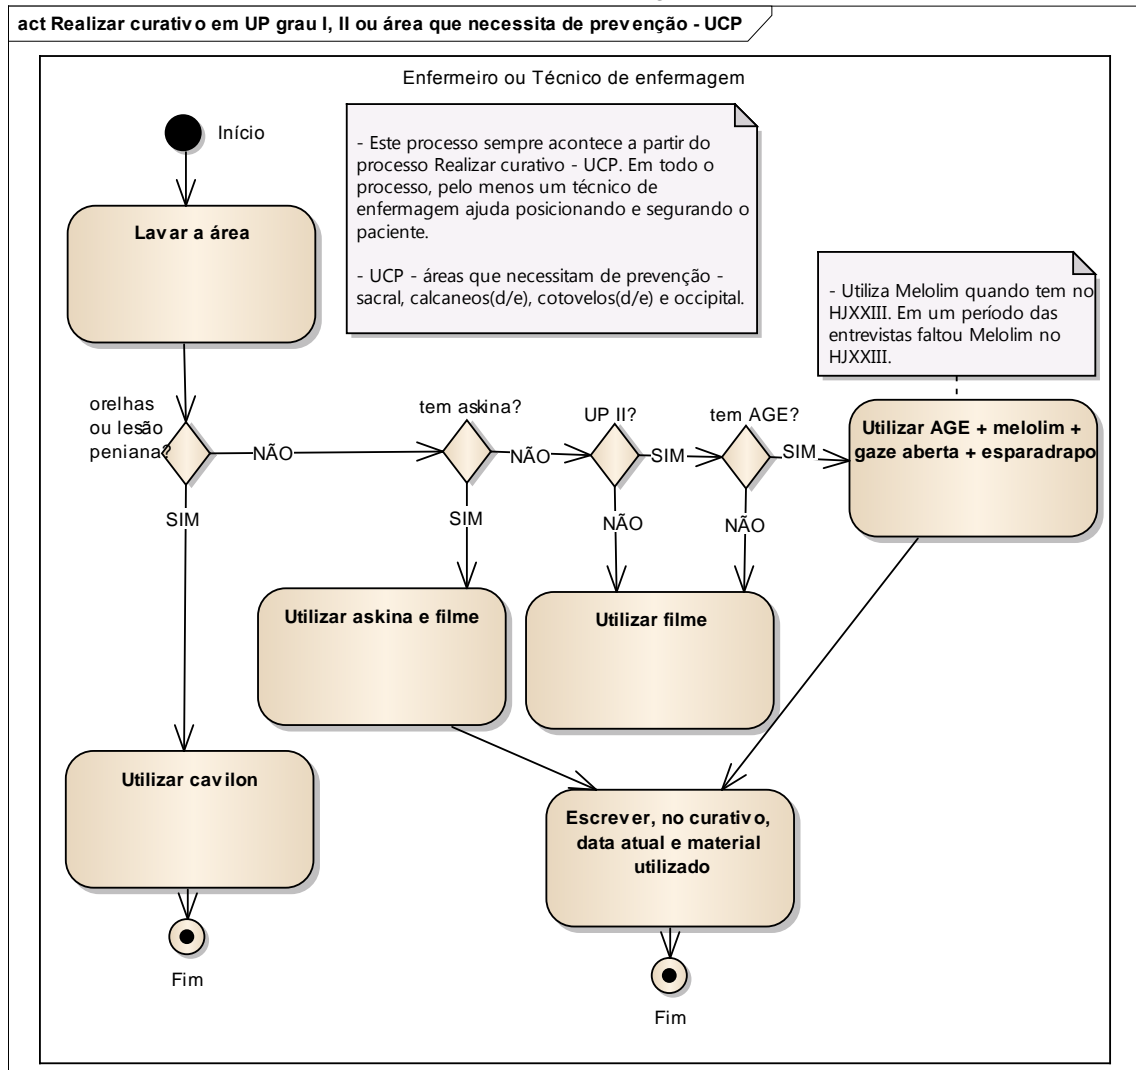 act Realizar curativo em UP grau I, II ou área que necessita de prevenção - UCP
Enfermeiro ou Técnico de enfermagem
Início
- Este processo sempre acontece a partir do
processo Realizar curativo - UCP. Em todo o
processo, pelo menos um técnico de
enfermagem ajuda posicionando e segurando o
paciente.
- UCP - áreas que necessitam de prevenção -
sacral, calcaneos(d/e), cotovelos(d/e) e occipital.
Lavar a área
- Utiliza Melolim quando tem no
HJXXIII. Em um período das
entrevistas faltou Melolim no
HJXXIII.
orelhas
ou lesão
peniana?
NÃO
tem askina?
NÃO
UP II?
SIM
tem AGE?
SIM
Utilizar AGE + melolim +
gaze aberta + esparadrapo
SIM
SIM
NÃO
NÃO
Utilizar askina e filme
Utilizar filme
Utilizar cavilon
Escrever, no curativo,
data atual e material
utilizado
Fim
Fim